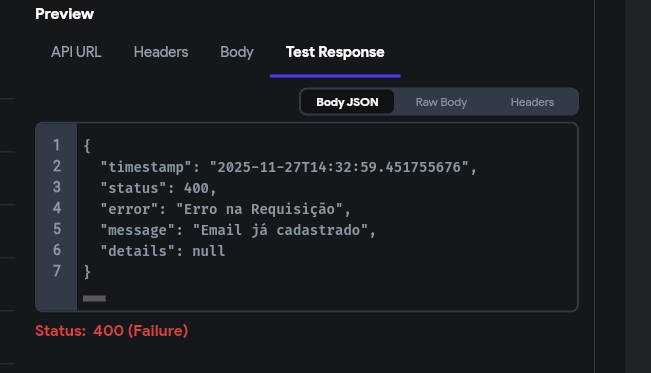 Preview
API URL Headers Body Test Response
Body JSON Raw Body Headers
1 {
2 "timestamp": "2025-11-27T14:32:59.451755676",
3 "status": 400,
4 "error": "Erro na Requisição",
5 "message": "Email já cadastrado",
6 "details": null
7 }
Status: 400 (Failure)